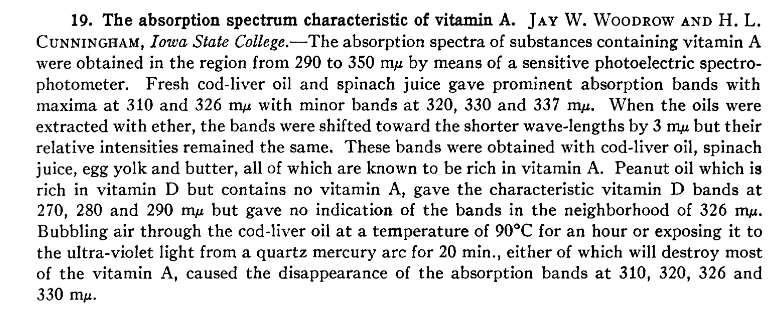 19. The absorption spectrum characteristic of vitamin A. JAY W. WOODROW AND H. L.
CUNNINGHAM, Iowa State College.—The absorption spectra of substances containing vitamin A
were obtained in the region from 290 to 350 mμ by means of a sensitive photoelectric spectro-
photometer. Fresh cod-liver oil and spinach juice gave prominent absorption bands with
maxima at 310 and 326 mμ with minor bands at 320, 330 and 337 mμ. When the oils were
extracted with ether, the bands were shifted toward the shorter wave-lengths by 3 mμ but their
relative intensities remained the same. These bands were obtained with cod-liver oil, spinach
juice, egg yolk and butter, all of which are known to be rich in vitamin A. Peanut oil which is
rich in vitamin D but contains no vitamin A, gave the characteristic vitamin D bands at
270, 280 and 290 mμ but gave no indication of the bands in the neighborhood of 326 mμ.
Bubbling air through the cod-liver oil at a temperature of 90°C for an hour or exposing it to
the ultra-violet light from a quartz mercury arc for 20 min., either of which will destroy most
of the vitamin A, caused the disappearance of the absorption bands at 310, 320, 326 and
330 mμ.